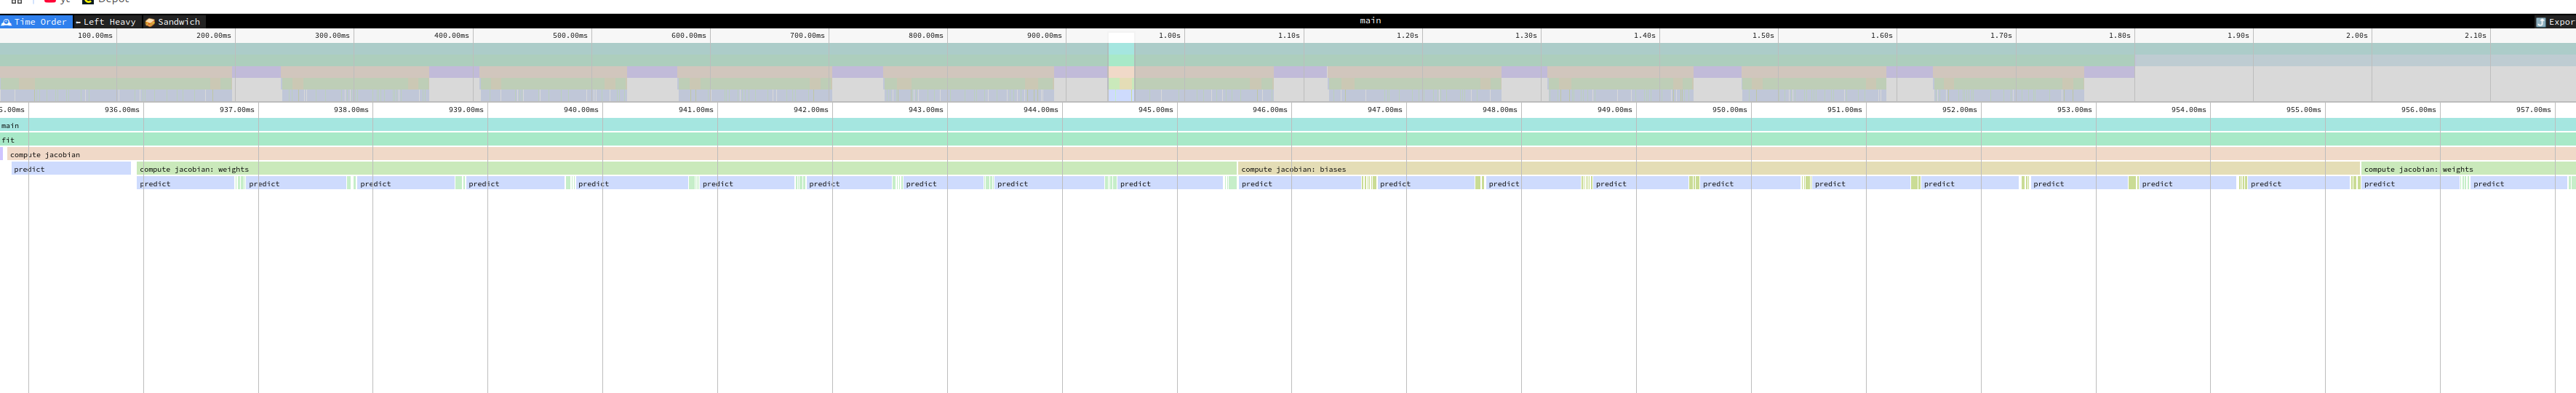 yt Depot
Time Order Left Heavy Sandwich main Expor
100.00ms 200.00ms 300.00ms 400.00ms 500.00ms 600.00ms 700.00ms 800.00ms 900.00ms 1.00s 1.10s 1.20s 1.30s 1.40s 1.50s 1.60s 1.70s 1.80s 1.90s 2.00s 2.10s
5.00ms 936.00ms 937.00ms 938.00ms 939.00ms 940.00ms 941.00ms 942.00ms 943.00ms 944.00ms 945.00ms 946.00ms 947.00ms 948.00ms 949.00ms 950.00ms 951.00ms 952.00ms 953.00ms 954.00ms 955.00ms 956.00ms 957.00ms
main
fit
compute jacobian
predict compute jacobian: weights compute jacobian: biases compute jacobian: weights
predict predict predict predict predict predict predict predict predict predict predict predict predict predict predict predict predict predict predict predict predict predict